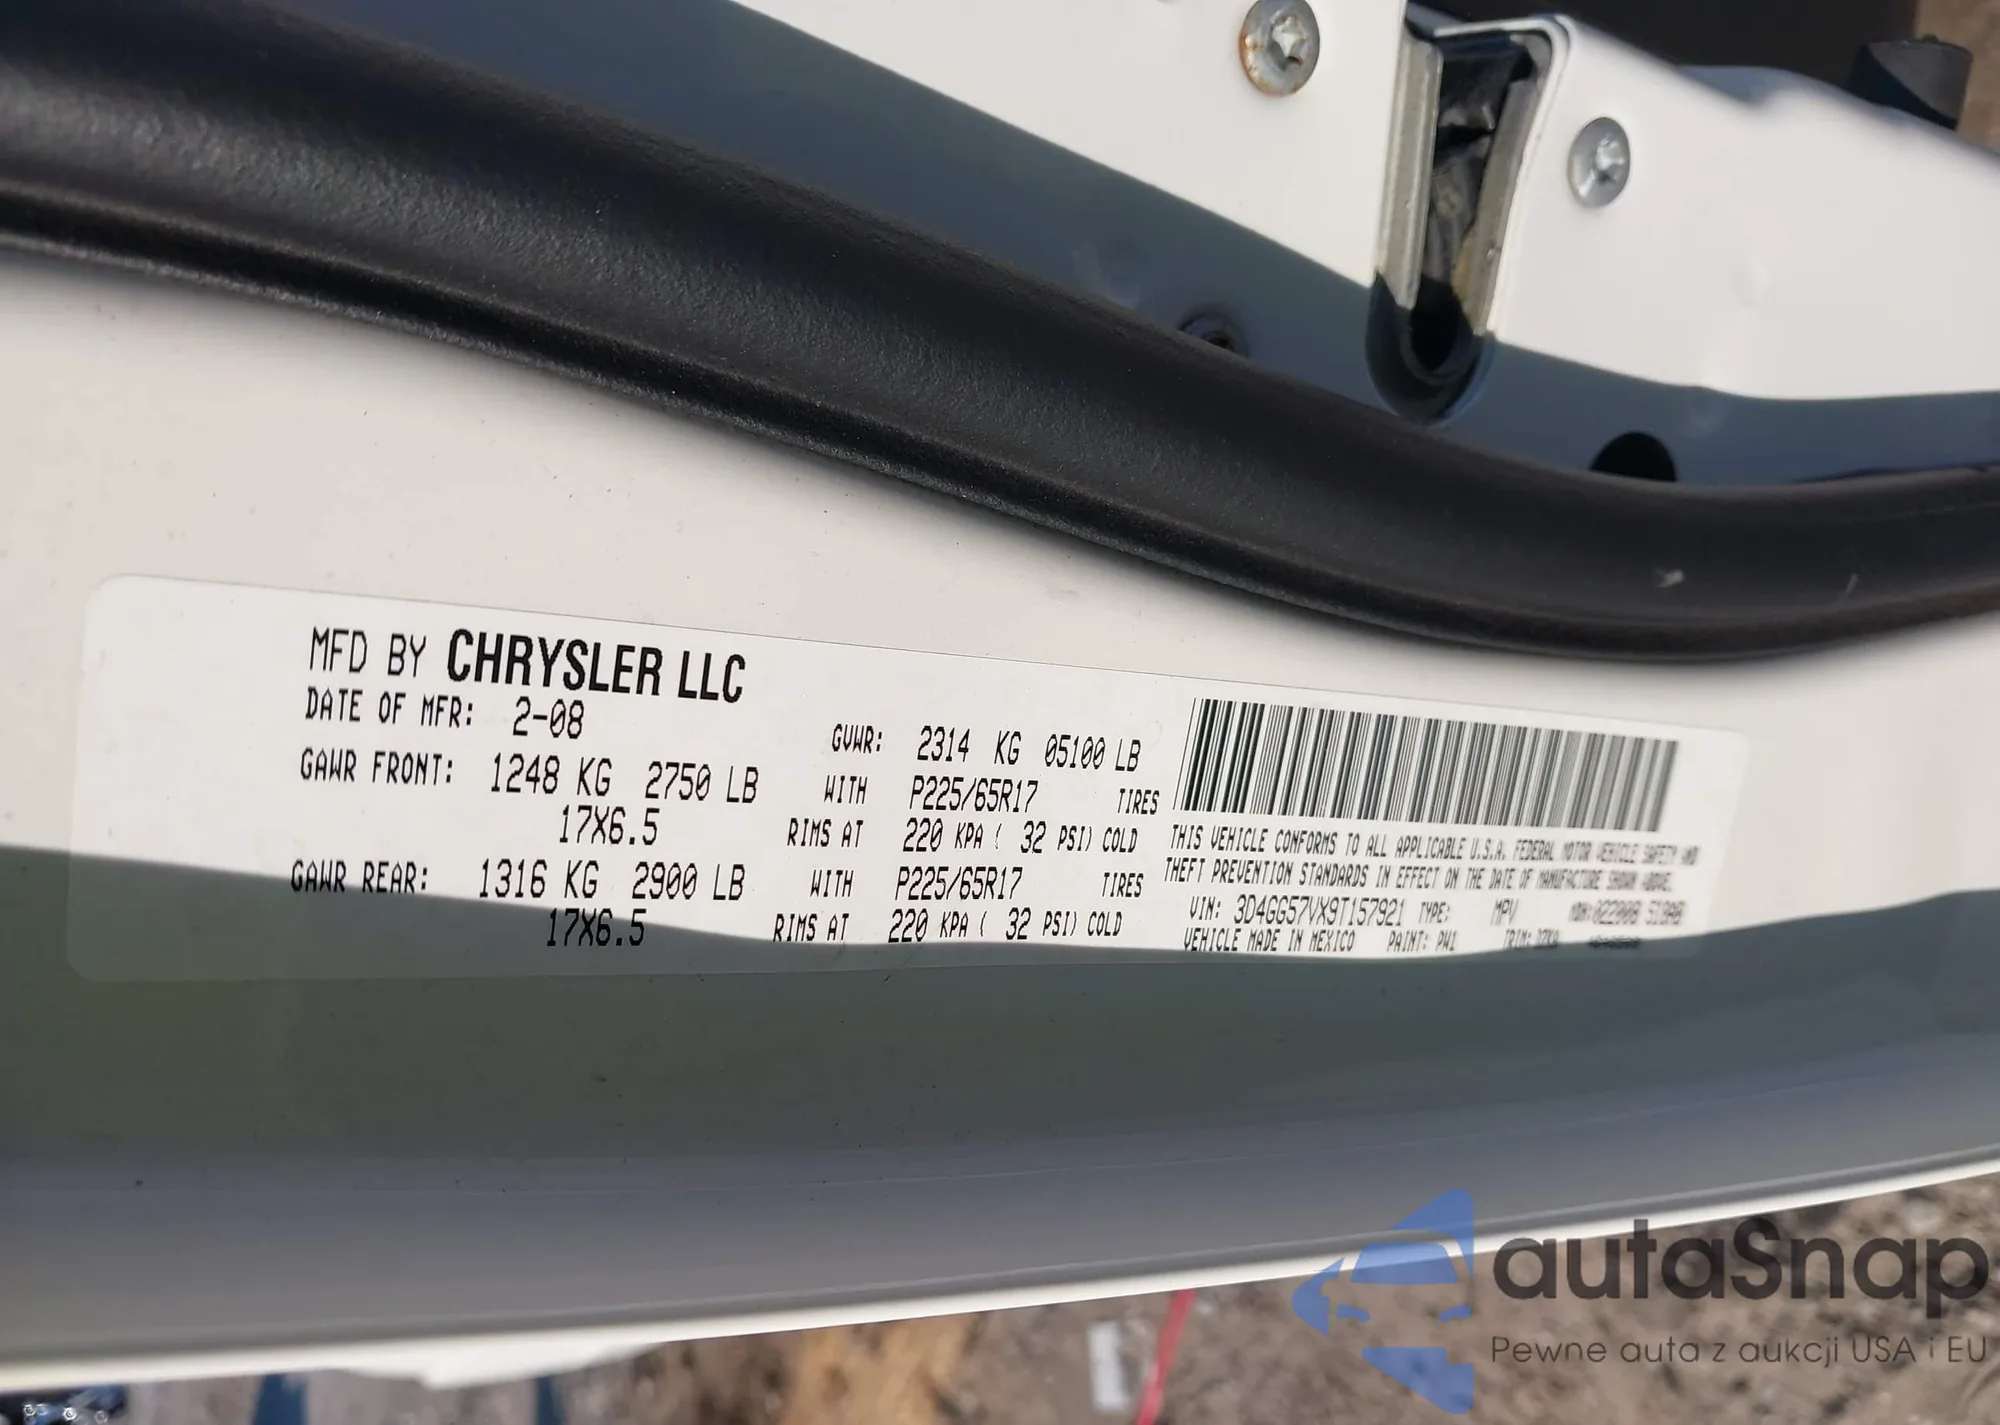 MFD BY CHRYSLER LLC
DATE OF MFR: 2-08
GVWR: 2314 KG 05100 LB
GAWR FRONT: 1248 KG 2750 LB WITH P225/65R17 TIRES
17X6.5 RIMS AT 220 KPA ( 32 PSI) COLD
GAWR REAR: 1316 KG 2900 LB WITH P225/65R17 TIRES
17X6.5 RIMS AT 220 KPA ( 32 PSI) COLD
THIS VEHICLE CONFORMS TO ALL APPLICABLE U.S.A. FEDERAL MOTOR VEHICLE SAFETY AND
THEFT PREVENTION STANDARDS IN EFFECT ON THE DATE OF MANUFACTURE SHOWN ABOVE.
VIN: 3D4GG57VX9T157921 TYPE: MPV
VEHICLE MADE IN MEXICO PAINT: PW1 TRIM:
autaSnap
Pewne auta z aukcji USA i EU